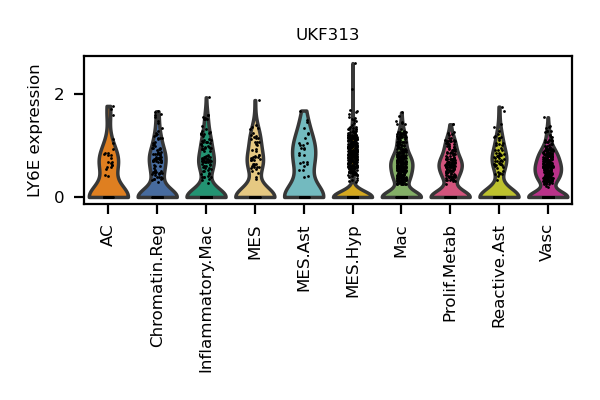 UKF313
LY6E expression
2
0
AC
Chromatin.Reg
Inflammatory.Mac
MES
MES.Ast
MES.Hyp
Mac
Prolif.Metab
Reactive.Ast
Vasc